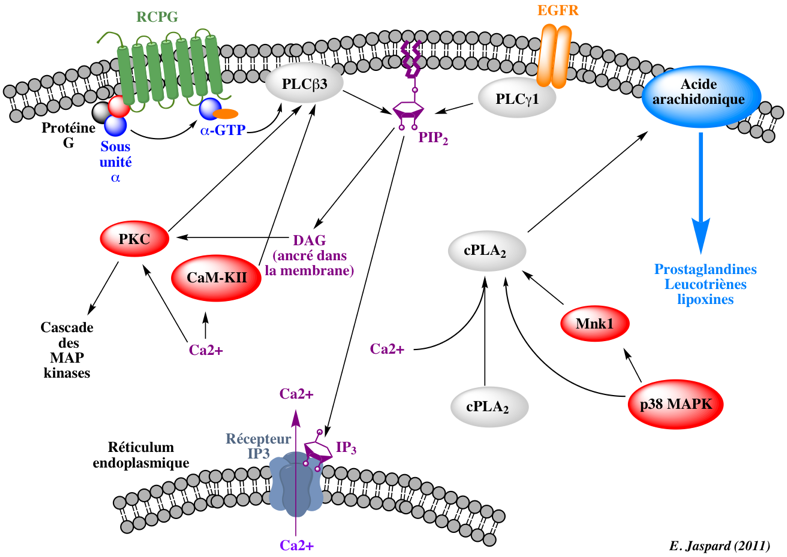 RCPG
EGFR
PLCβ3
PLCγ1
Acide
arachidonique
Protéine
G
Sous
unité
α
α-GTP
PIP2
PKC
DAG
(ancré dans
la membrane)
CaM-KII
cPLA2
Prostaglandines
Leucotriènes
lipoxines
Cascade
des
MAP
kinases
Ca2+
Ca2+
Mnk1
Ca2+
cPLA2
p38 MAPK
Réticulum
endoplasmique
Récepteur
IP3
IP3
Ca2+
E. Jaspard (2011)